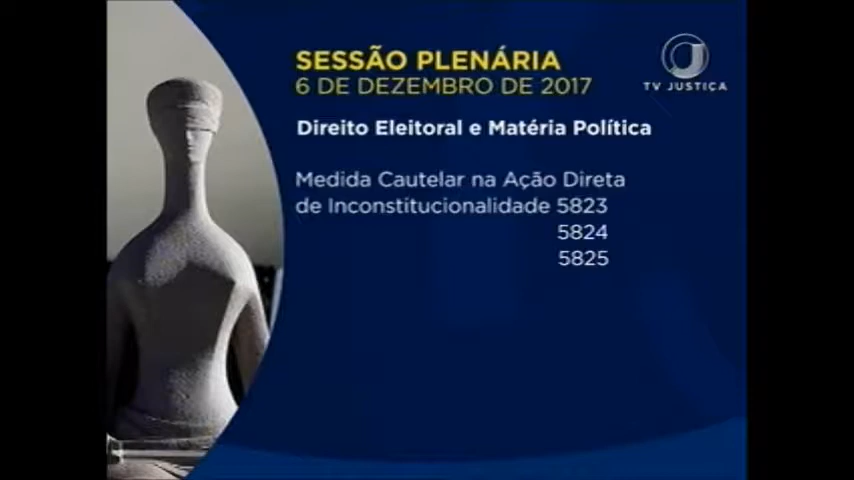 SESSÃO PLENÁRIA
6 DE DEZEMBRO DE 2017
TV JUSTIÇA
Direito Eleitoral e Matéria Política
Medida Cautelar na Ação Direta
de Inconstitucionalidade 5823
5824
5825